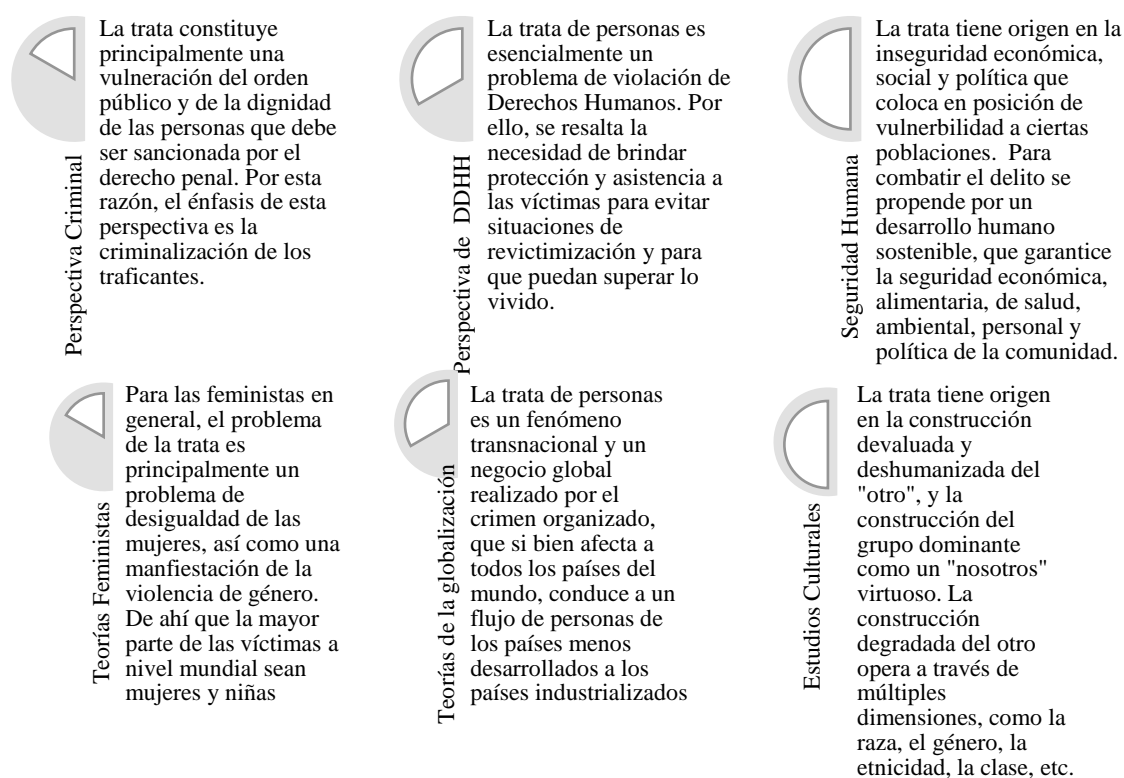 Perspectiva Criminal
La trata constituye
principalmente una
vulneración del orden
público y de la dignidad
de las personas que debe
ser sancionada por el
derecho penal. Por esta
razón, el énfasis de esta
perspectiva es la
criminalización de los
traficantes.
Perspectiva de DDHH
La trata de personas es
esencialmente un
problema de violación de
Derechos Humanos. Por
ello, se resalta la
necesidad de brindar
protección y asistencia a
las víctimas para evitar
situaciones de
revictimización y para
que puedan superar lo
vivido.
Seguridad Humana
La trata tiene origen en la
inseguridad económica,
social y política que
coloca en posición de
vulnerbilidad a ciertas
poblaciones. Para
combatir el delito se
propende por un
desarrollo humano
sostenible, que garantice
la seguridad económica,
alimentaria, de salud,
ambiental, personal y
política de la comunidad.
Teorías Feministas
Para las feministas en
general, el problema
de la trata es
principalmente un
problema de
desigualdad de las
mujeres, así como una
manfiestación de la
violencia de género.
De ahí que la mayor
parte de las víctimas a
nivel mundial sean
mujeres y niñas
Teorías de la globalización
La trata de personas
es un fenómeno
transnacional y un
negocio global
realizado por el
crimen organizado,
que si bien afecta a
todos los países del
mundo, conduce a un
flujo de personas de
los países menos
desarrollados a los
países industrializados
Estudios Culturales
La trata tiene origen
en la construcción
devaluada y
deshumanizada del
"otro", y la
construcción del
grupo dominante
como un "nosotros"
virtuoso. La
construcción
degradada del otro
opera a través de
múltiples
dimensiones, como la
raza, el género, la
etnicidad, la clase, etc.